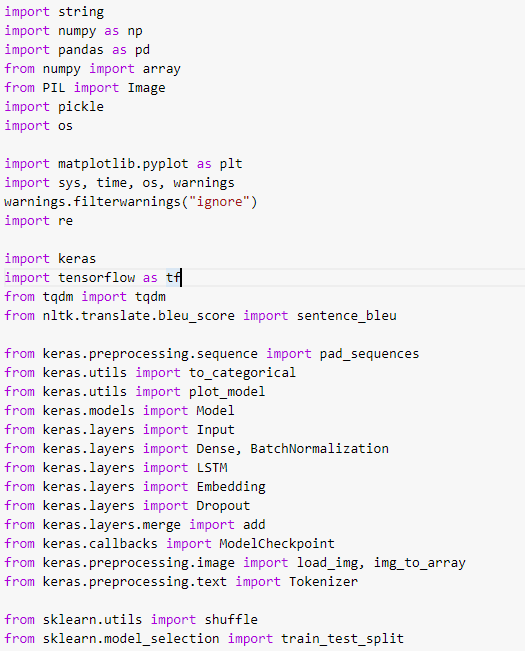 import string
import numpy as np
import pandas as pd
from numpy import array
from PIL import Image
import pickle
import os
import matplotlib.pyplot as plt
import sys, time, os, warnings
warnings.filterwarnings("ignore")
import re
import keras
import tensorflow as tf
from tqdm import tqdm
from nltk.translate.bleu_score import sentence_bleu
from keras.preprocessing.sequence import pad_sequences
from keras.utils import to_categorical
from keras.utils import plot_model
from keras.models import Model
from keras.layers import Input
from keras.layers import Dense, BatchNormalization
from keras.layers import LSTM
from keras.layers import Embedding
from keras.layers import Dropout
from keras.layers.merge import add
from keras.callbacks import ModelCheckpoint
from keras.preprocessing.image import load_img, img_to_array
from keras.preprocessing.text import Tokenizer
from sklearn.utils import shuffle
from sklearn.model_selection import train_test_split